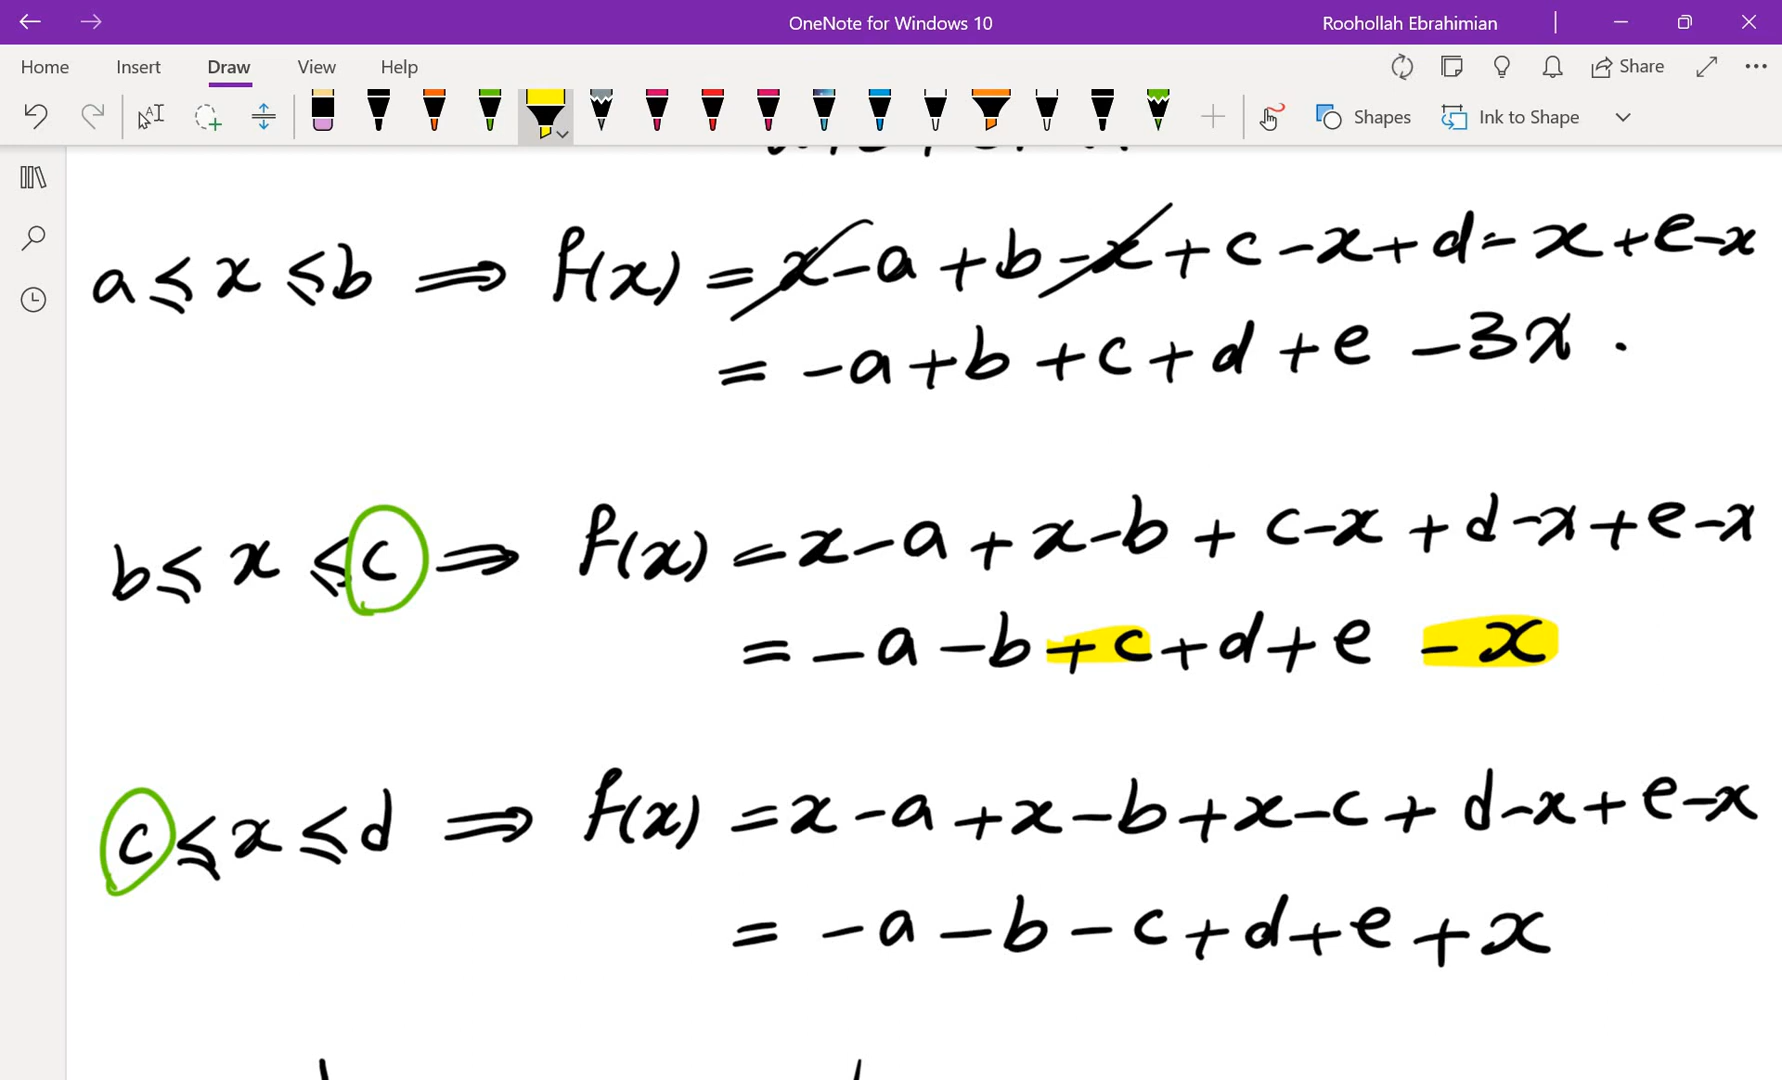 OneNote for Windows 10
Roohollah Ebrahimian
Home Insert Draw View Help
Share
Shapes
Ink to Shape
a ≤ x ≤ b ⟹ f(x) = x - a + b - x + c - x + d - x + e - x
= - a + b + c + d + e - 3x .
b ≤ x ≤ c ⟹ f(x) = x - a + x - b + c - x + d - x + e - x
= - a - b + c + d + e - x
c ≤ x ≤ d ⟹ f(x) = x - a + x - b + x - c + d - x + e - x
= - a - b - c + d + e + x